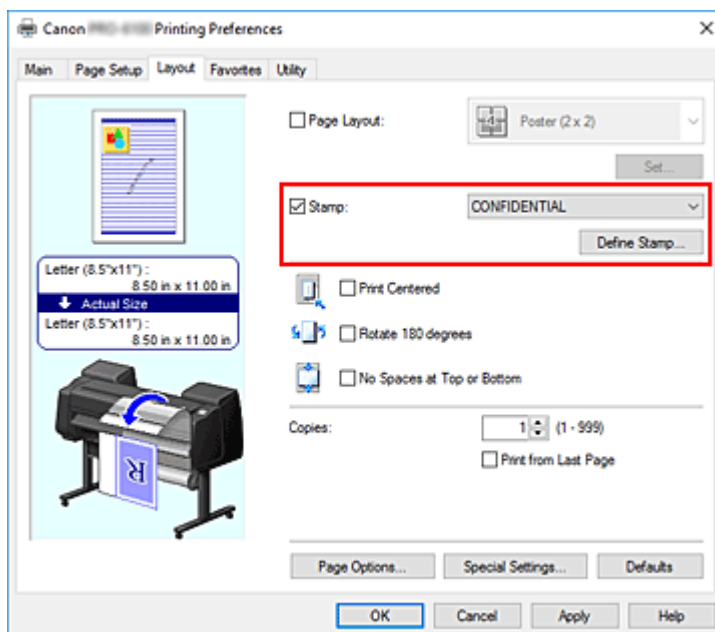 Canon Printing Preferences
Main Page Setup Layout Favorites Utility
Page Layout:
Poster (2 x 2)
Set...
Stamp:
CONFIDENTIAL
Define Stamp...
Letter (8.5"x11") :
8.50 in x 11.00 in
Actual Size
Letter (8.5"x11") :
8.50 in x 11.00 in
Print Centered
Rotate 180 degrees
No Spaces at Top or Bottom
Copies:
1 (1 - 999)
Print from Last Page
R
Page Options... Special Settings... Defaults
OK Cancel Apply Help